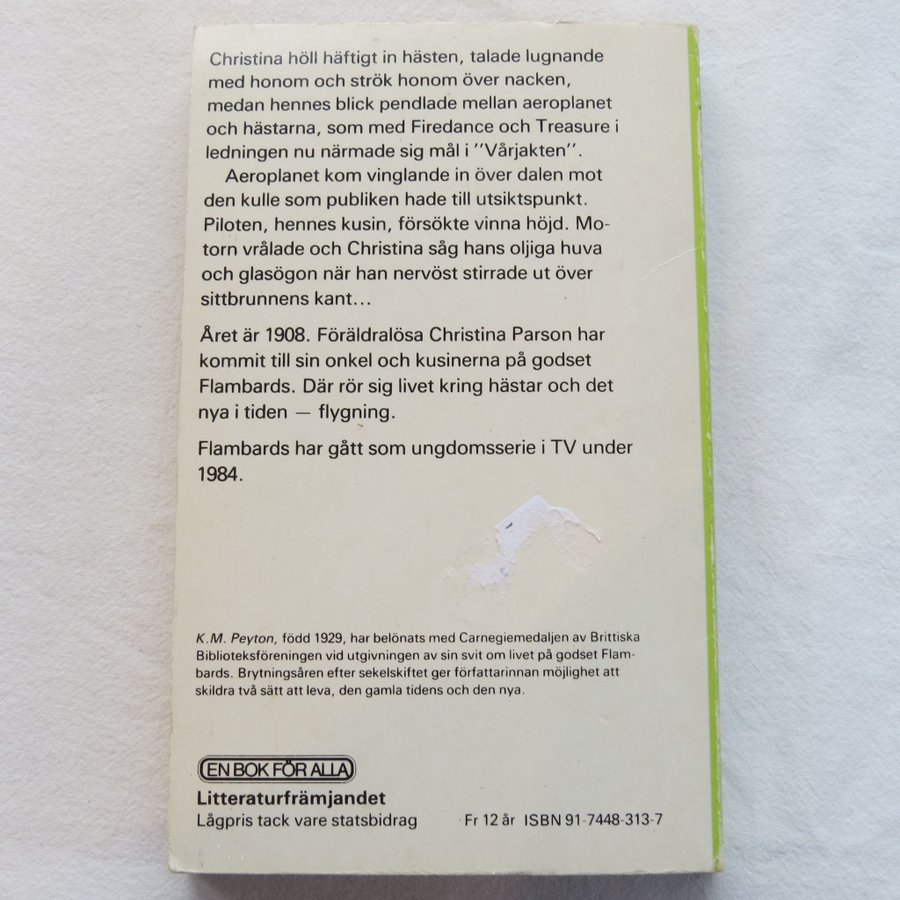 Christina höll häftigt in hästen, talade lugnande
med honom och strök honom över nacken,
medan hennes blick pendlade mellan aeroplanet
och hästarna, som med Firedance och Treasure i
ledningen nu närmade sig mål i ''Vårjakten''.
Aeroplanet kom vinglande in över dalen mot
den kulle som publiken hade till utsiktspunkt.
Piloten, hennes kusin, försökte vinna höjd. Mo-
torn vrålade och Christina såg hans oljiga huva
och glasögon när han nervöst stirrade ut över
sittbrunnens kant...
Året är 1908. Föräldralösa Christina Parson har
kommit till sin onkel och kusinerna på godset
Flambards. Där rör sig livet kring hästar och det
nya i tiden — flygning.
Flambards har gått som ungdomsserie i TV under
1984.
K.M. Peyton, född 1929, har belönats med Carnegiemedaljen av Brittiska
Biblioteksföreningen vid utgivningen av sin svit om livet på godset Flam-
bards. Brytningsåren efter sekelskiftet ger författarinnan möjlighet att
skildra två sätt att leva, den gamla tidens och den nya.
EN BOK FÖR ALLA
Litteraturfrämjandet
Lågpris tack vare statsbidrag Fr 12 år ISBN 91-7448-313-7